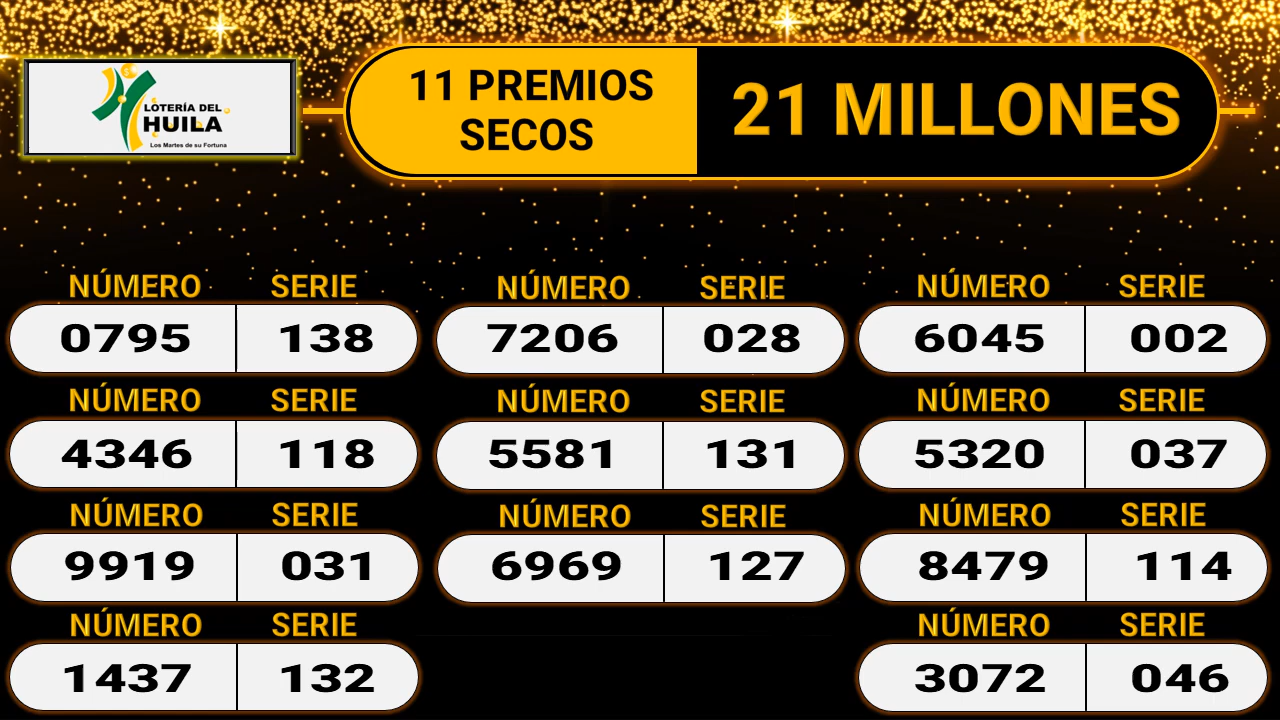 LOTERÍA DEL
HUILA
Los Martes de su Fortuna
11 PREMIOS
SECOS
21 MILLONES
NÚMERO SERIE NÚMERO SERIE NÚMERO SERIE
0795 138 7206 028 6045 002
NÚMERO SERIE NÚMERO SERIE NÚMERO SERIE
4346 118 5581 131 5320 037
NÚMERO SERIE NÚMERO SERIE NÚMERO SERIE
9919 031 6969 127 8479 114
NÚMERO SERIE NÚMERO SERIE
1437 132 3072 046